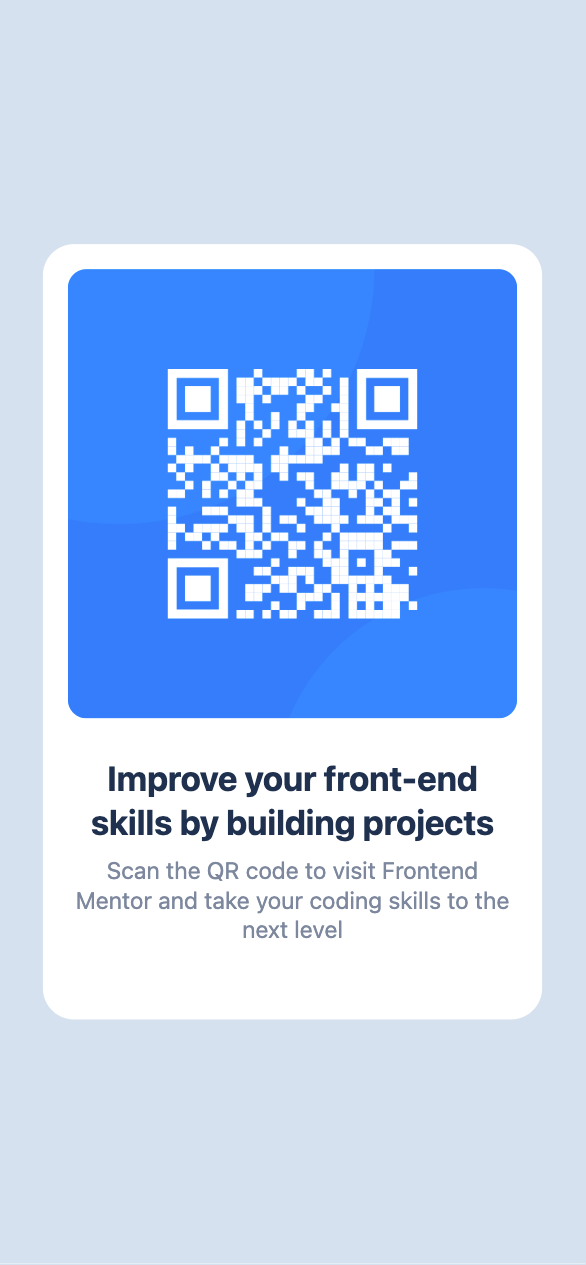 Improve your front-end
skills by building projects
Scan the QR code to visit Frontend
Mentor and take your coding skills to the
next level